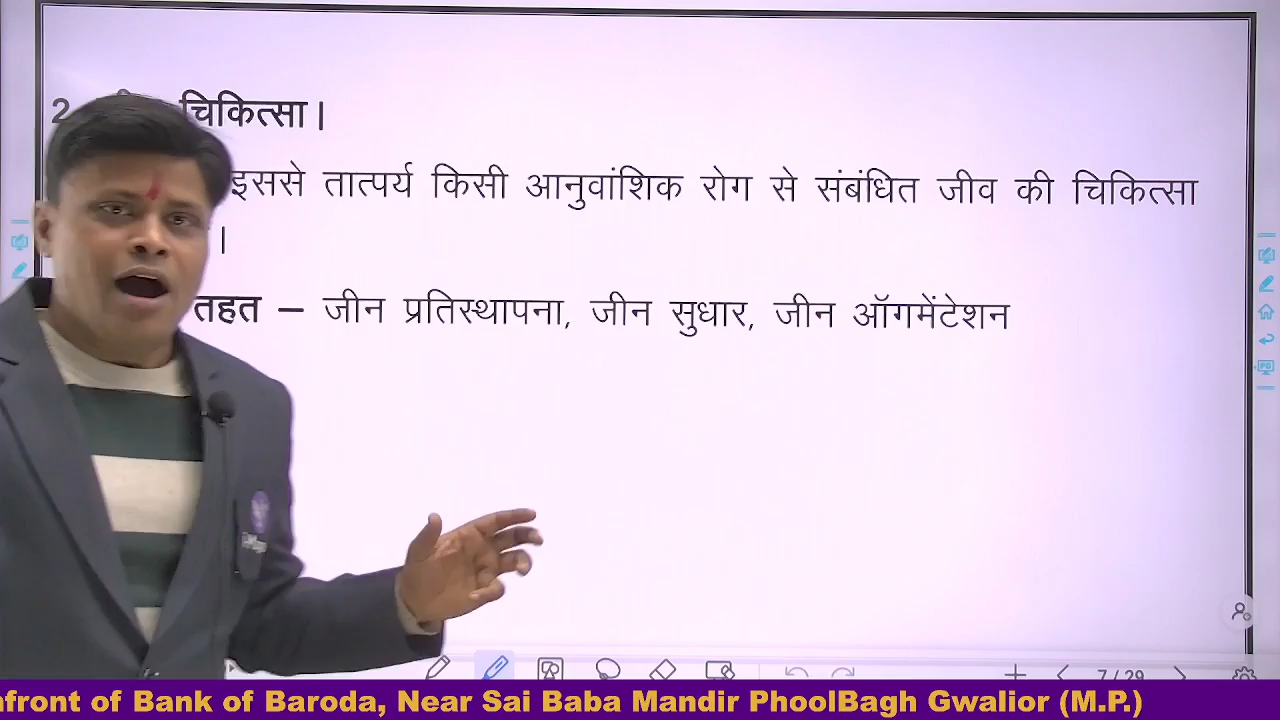 2 चिकित्सा।
इससे तात्पर्य किसी आनुवांशिक रोग से संबंधित जीव की चिकित्सा
।
तहत – जीन प्रतिस्थापना, जीन सुधार, जीन ऑगमेंटेशन
7 / 29
nfront of Bank of Baroda, Near Sai Baba Mandir PhoolBagh Gwalior (M.P.)